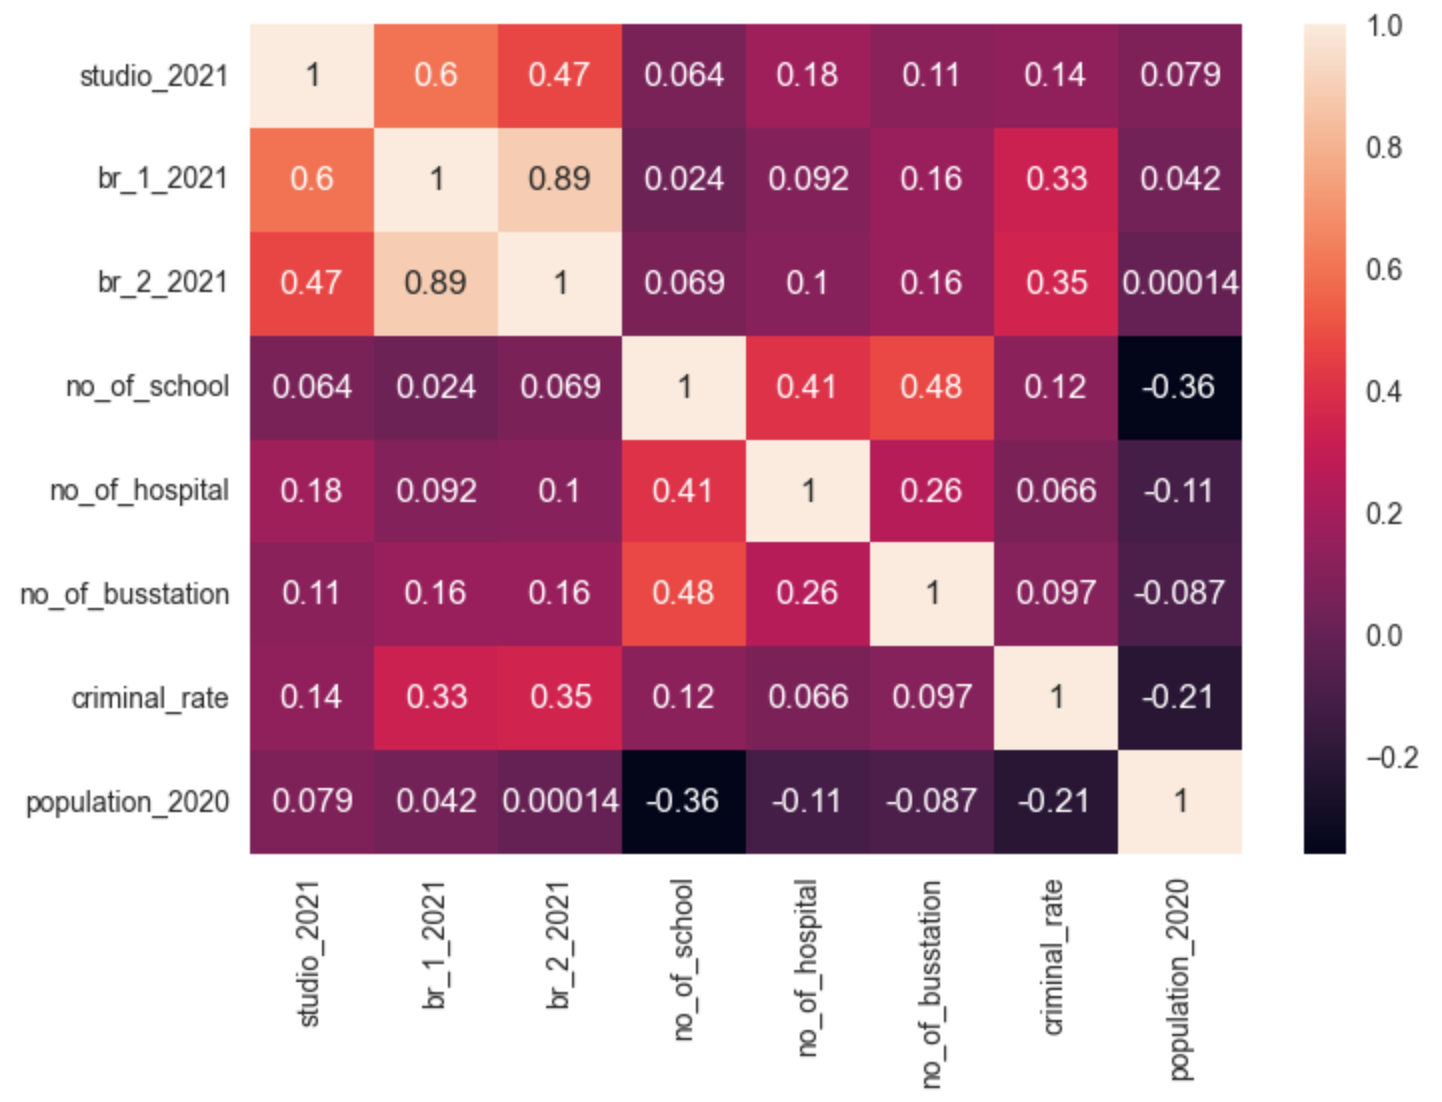 studio_2021 1 0.6 0.47 0.064 0.18 0.11 0.14 0.079
br_1_2021 0.6 1 0.89 0.024 0.092 0.16 0.33 0.042
br_2_2021 0.47 0.89 1 0.069 0.1 0.16 0.35 0.00014
no_of_school 0.064 0.024 0.069 1 0.41 0.48 0.12 -0.36
no_of_hospital 0.18 0.092 0.1 0.41 1 0.26 0.066 -0.11
no_of_busstation 0.11 0.16 0.16 0.48 0.26 1 0.097 -0.087
criminal_rate 0.14 0.33 0.35 0.12 0.066 0.097 1 -0.21
population_2020 0.079 0.042 0.00014 -0.36 -0.11 -0.087 -0.21 1
studio_2021
br_1_2021
br_2_2021
no_of_school
no_of_hospital
no_of_busstation
criminal_rate
population_2020
1.0
0.8
0.6
0.4
0.2
0.0
−0.2